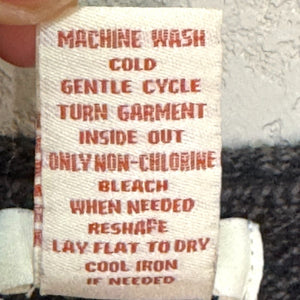 MACHINE WASH
COLD
GENTLE CYCLE
TURN GARMENT
INSIDE OUT
ONLY NON-CHLORINE
BLEACH
WHEN NEEDED
RESHAPE
LAY FLAT TO DRY
COOL IRON
IF NEEDED